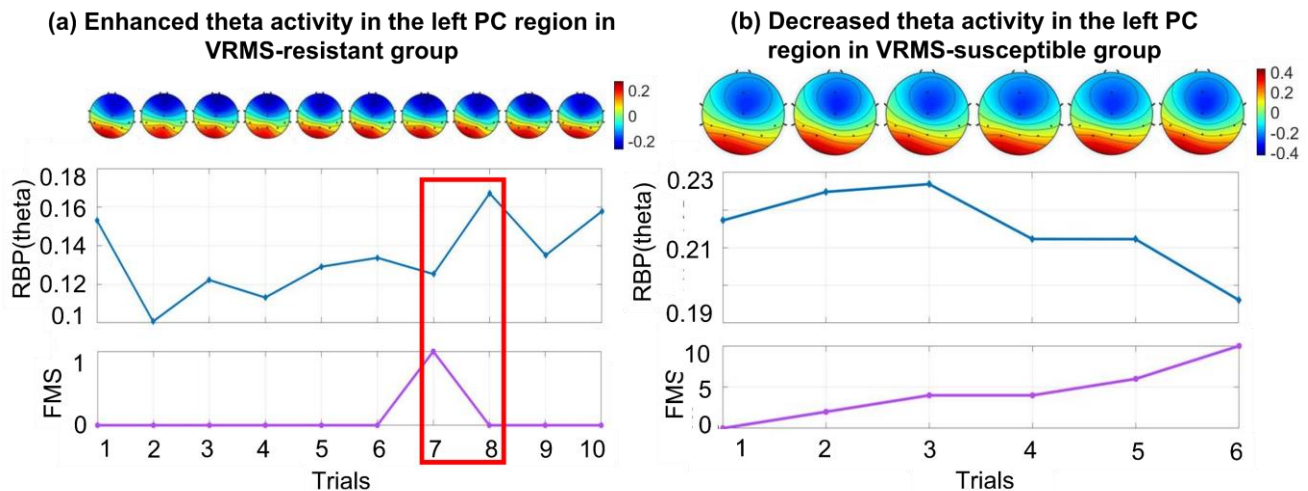 (a) Enhanced theta activity in the left PC region in
VRMS-resistant group
0.2
0
-0.2
RBP(theta)
0.18
0.16
0.14
0.12
0.1
FMS
1
0
1 2 3 4 5 6 7 8 9 10
Trials
(b) Decreased theta activity in the left PC
region in VRMS-susceptible group
0.4
0.2
0
-0.2
-0.4
RBP(theta)
0.23
0.21
0.19
FMS
10
5
0
1 2 3 4 5 6
Trials